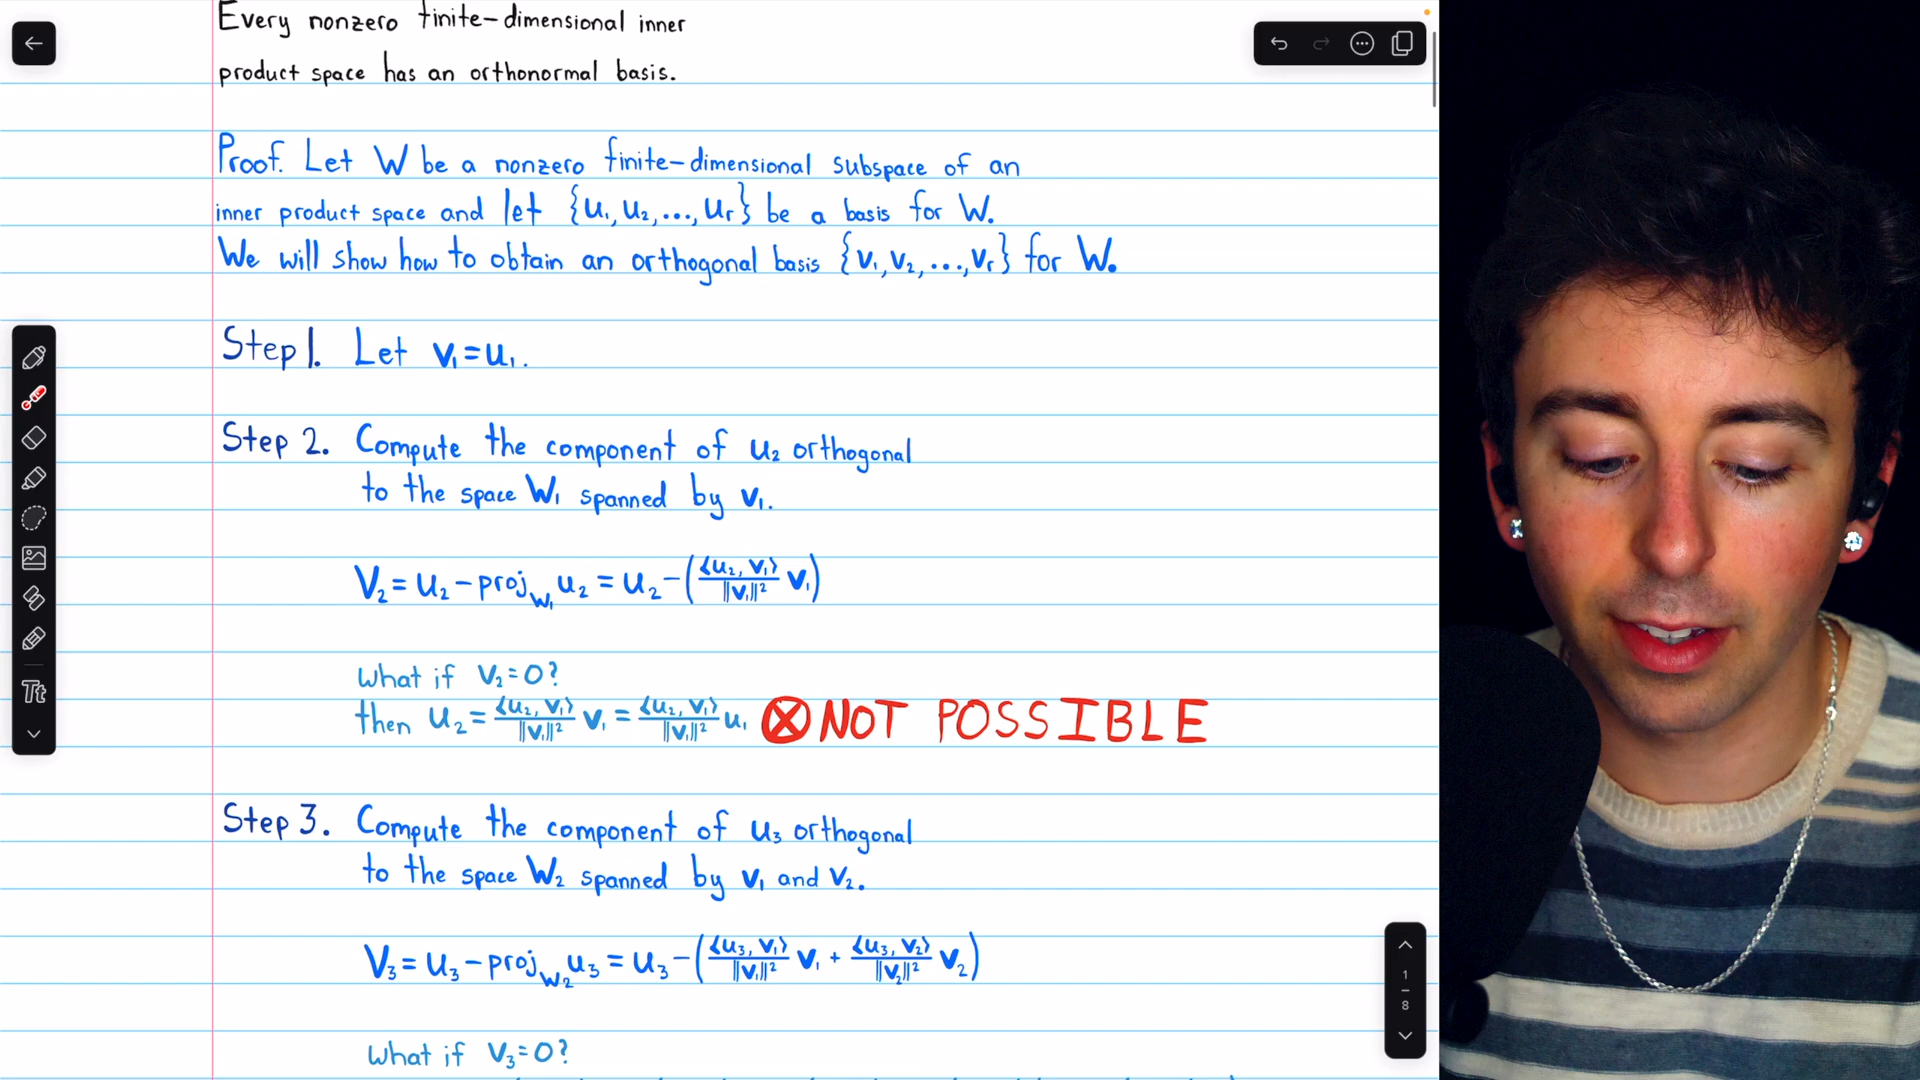 Every nonzero finite-dimensional inner
product space has an orthonormal basis.
Proof. Let W be a nonzero finite-dimensional subspace of an
inner product space and let {u₁, u₂, ..., uᵣ} be a basis for W.
We will show how to obtain an orthogonal basis {v₁, v₂, ..., vᵣ} for W.
Step 1. Let v₁ = u₁.
Step 2. Compute the component of u₂ orthogonal
to the space W₁ spanned by v₁.
V₂ = u₂ - proj_W₁ u₂ = u₂ - (⟨u₂, v₁⟩/‖v₁‖² v₁)
What if v₂ = 0?
then u₂ = ⟨u₂, v₁⟩/‖v₁‖² v₁ = ⟨u₂, v₁⟩/‖v₁‖² u₁ ⊗ NOT POSSIBLE
Step 3. Compute the component of u₃ orthogonal
to the space W₂ spanned by v₁ and v₂.
V₃ = u₃ - proj_W₂ u₃ = u₃ - (⟨u₃, v₁⟩/‖v₁‖² v₁ + ⟨u₃, v₂⟩/‖v₂‖² v₂)
What if v₃ = 0?
Tt
1
-
8